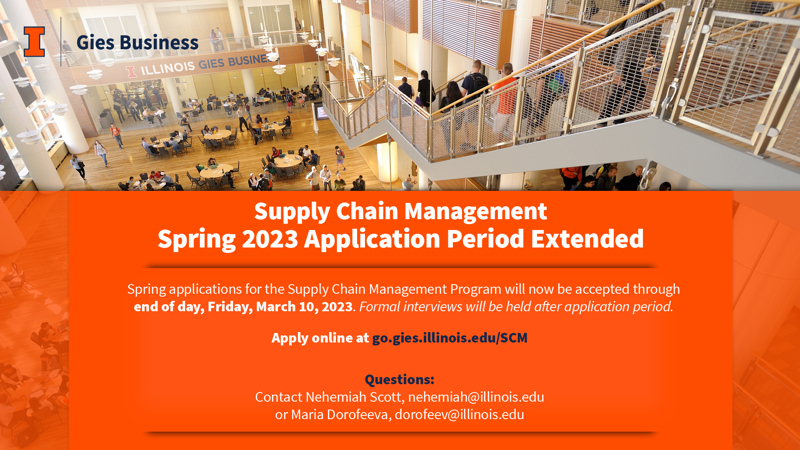 I | Gies Business
ILLINOIS GIES BUSINESS
Supply Chain Management
Spring 2023 Application Period Extended
Spring applications for the Supply Chain Management Program will now be accepted through
end of day, Friday, March 10, 2023. Formal interviews will be held after application period.
Apply online at go.gies.illinois.edu/SCM
Questions:
Contact Nehemiah Scott, nehemiah@illinois.edu
or Maria Dorofeeva, dorofeev@illinois.edu